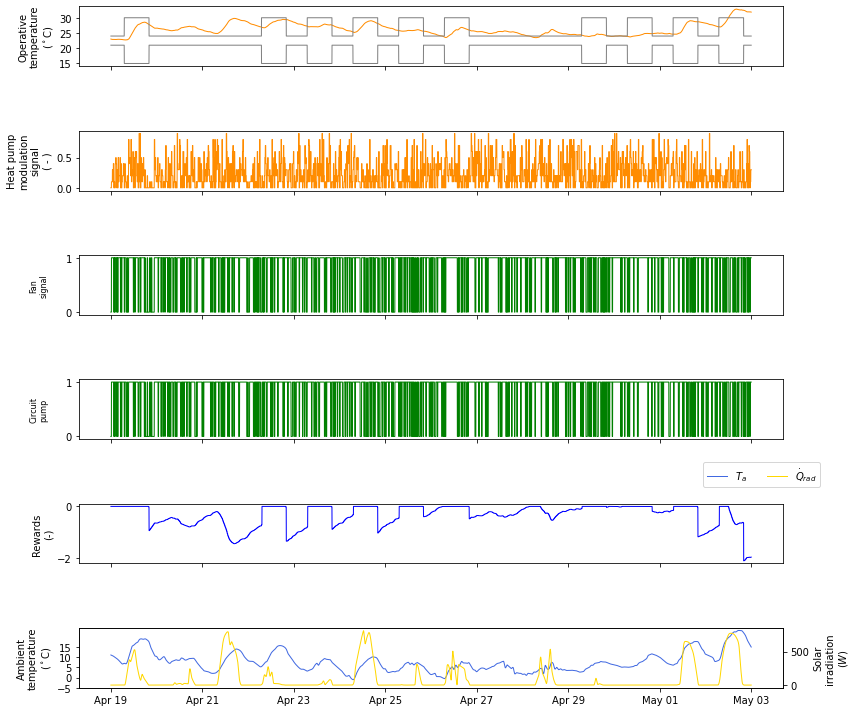 Operative
temperature
(°C)
30
25
20
15
Heat pump
modulation
signal
( - )
0.5
0.0
Fan
signal
1
0
Circuit
pump
1
0
T_a
Q̇_rad
Rewards
(-)
0
−2
Ambient
temperature
(°C)
15
10
5
0
−5
500
0
Solar
irradiation
(W)
Apr 19 Apr 21 Apr 23 Apr 25 Apr 27 Apr 29 May 01 May 03